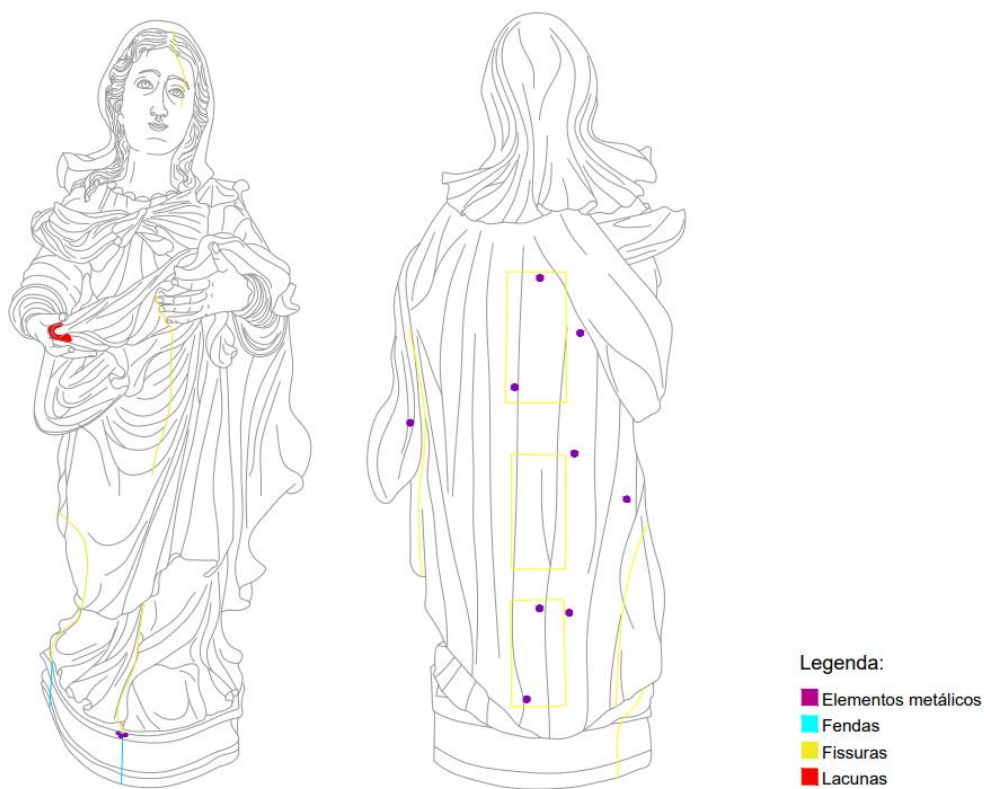 Legenda:
Elementos metálicos
Fendas
Fissuras
Lacunas